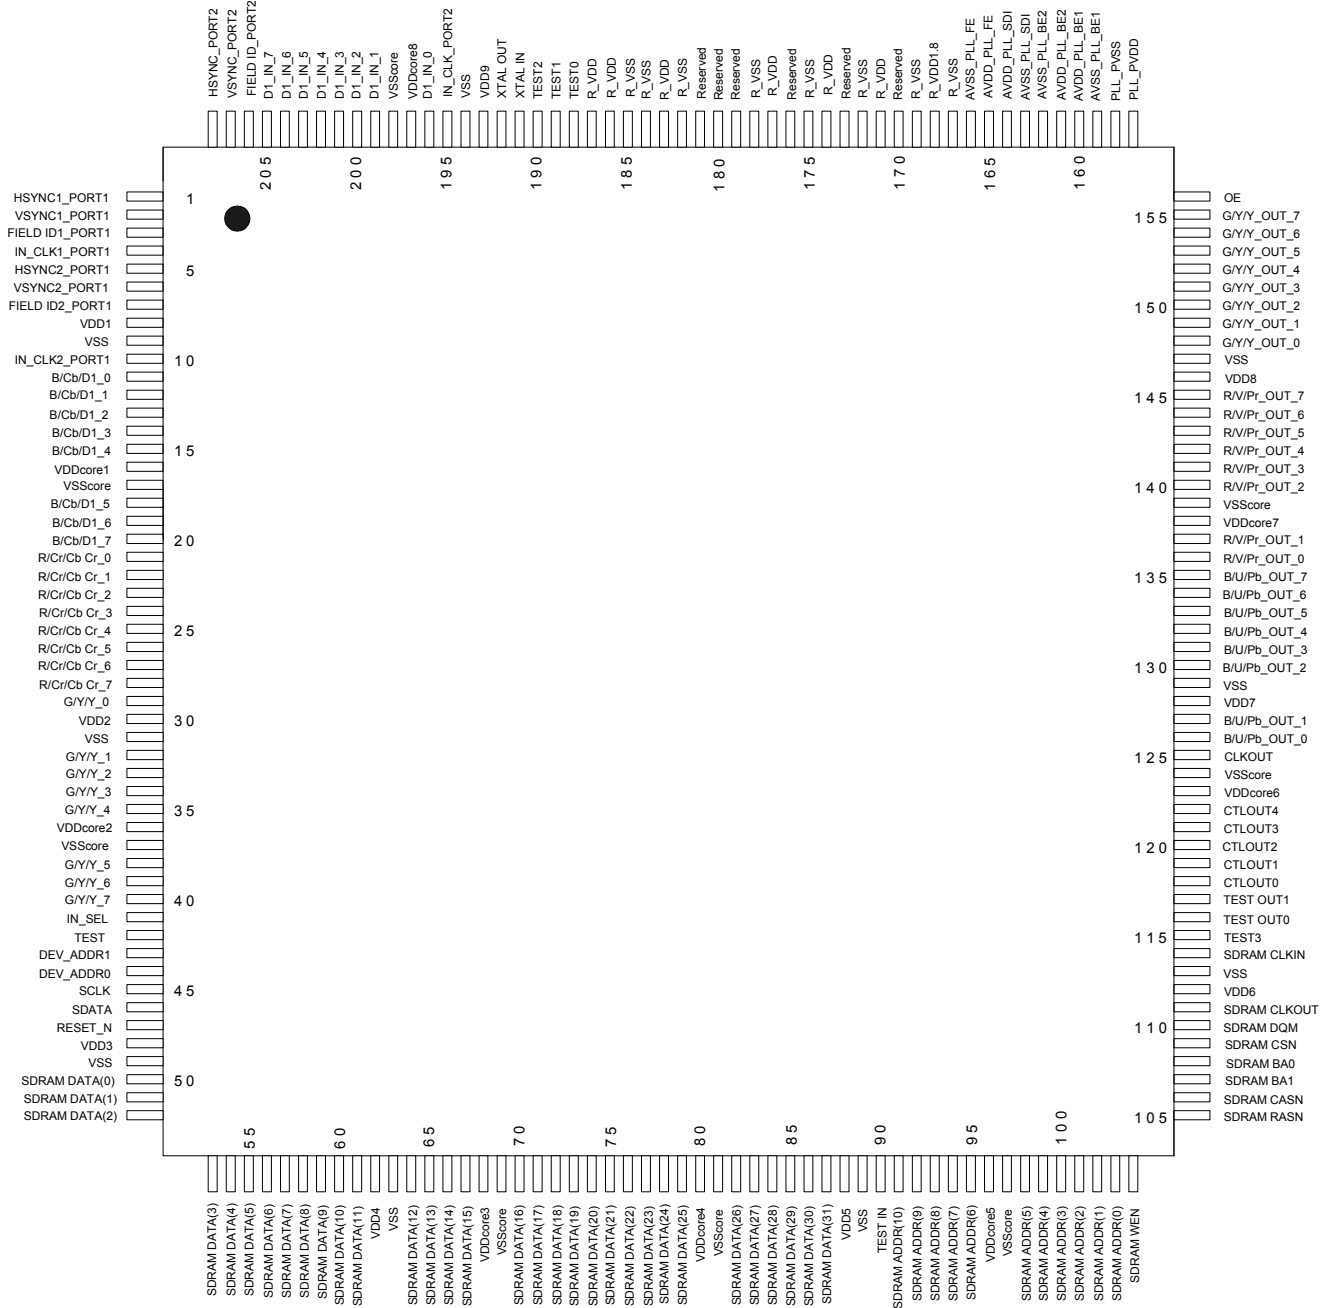 HSYNC_PORT2
VSYNC_PORT2
FIELD ID_PORT2
D1_IN_7
D1_IN_6
D1_IN_5
D1_IN_4
D1_IN_3
D1_IN_2
D1_IN_1
VSScore
VDDcore8
D1_IN_0
IN_CLK_PORT2
VSS
VDD9
XTAL OUT
XTAL IN
TEST2
TEST1
TEST0
R_VDD
R_VDD
R_VSS
R_VSS
R_VDD
R_VSS
Reserved
Reserved
Reserved
R_VSS
R_VDD
Reserved
R_VSS
R_VDD
Reserved
R_VSS
R_VDD
Reserved
R_VSS
R_VDD1.8
R_VSS
AVSS_PLL_FE
AVDD_PLL_FE
AVDD_PLL_SDI
AVSS_PLL_SDI
AVSS_PLL_BE2
AVDD_PLL_BE2
AVDD_PLL_BE1
AVSS_PLL_BE1
PLL_PVSS
PLL_PVDD
205
200
195
190
185
180
175
170
165
160
HSYNC1_PORT1
VSYNC1_PORT1
FIELD ID1_PORT1
IN_CLK1_PORT1
HSYNC2_PORT1
VSYNC2_PORT1
FIELD ID2_PORT1
VDD1
VSS
IN_CLK2_PORT1
B/Cb/D1_0
B/Cb/D1_1
B/Cb/D1_2
B/Cb/D1_3
B/Cb/D1_4
VDDcore1
VSScore
B/Cb/D1_5
B/Cb/D1_6
B/Cb/D1_7
R/Cr/Cb Cr_0
R/Cr/Cb Cr_1
R/Cr/Cb Cr_2
R/Cr/Cb Cr_3
R/Cr/Cb Cr_4
R/Cr/Cb Cr_5
R/Cr/Cb Cr_6
R/Cr/Cb Cr_7
G/Y/Y_0
VDD2
VSS
G/Y/Y_1
G/Y/Y_2
G/Y/Y_3
G/Y/Y_4
VDDcore2
VSScore
G/Y/Y_5
G/Y/Y_6
G/Y/Y_7
IN_SEL
TEST
DEV_ADDR1
DEV_ADDR0
SCLK
SDATA
RESET_N
VDD3
VSS
SDRAM DATA(0)
SDRAM DATA(1)
SDRAM DATA(2)
1
5
10
15
20
25
30
35
40
45
50
155
150
145
140
135
130
125
120
115
110
105
OE
G/Y/Y_OUT_7
G/Y/Y_OUT_6
G/Y/Y_OUT_5
G/Y/Y_OUT_4
G/Y/Y_OUT_3
G/Y/Y_OUT_2
G/Y/Y_OUT_1
G/Y/Y_OUT_0
VSS
VDD8
R/V/Pr_OUT_7
R/V/Pr_OUT_6
R/V/Pr_OUT_5
R/V/Pr_OUT_4
R/V/Pr_OUT_3
R/V/Pr_OUT_2
VSScore
VDDcore7
R/V/Pr_OUT_1
R/V/Pr_OUT_0
B/U/Pb_OUT_7
B/U/Pb_OUT_6
B/U/Pb_OUT_5
B/U/Pb_OUT_4
B/U/Pb_OUT_3
B/U/Pb_OUT_2
VSS
VDD7
B/U/Pb_OUT_1
B/U/Pb_OUT_0
CLKOUT
VSScore
VDDcore6
CTLOUT4
CTLOUT3
CTLOUT2
CTLOUT1
CTLOUT0
TEST OUT1
TEST OUT0
TEST3
SDRAM CLKIN
VSS
VDD6
SDRAM CLKOUT
SDRAM DQM
SDRAM CSN
SDRAM BA0
SDRAM BA1
SDRAM CASN
SDRAM RASN
55
60
65
70
75
80
85
90
95
100
SDRAM DATA(3)
SDRAM DATA(4)
SDRAM DATA(5)
SDRAM DATA(6)
SDRAM DATA(7)
SDRAM DATA(8)
SDRAM DATA(9)
SDRAM DATA(10)
SDRAM DATA(11)
VDD4
VSS
SDRAM DATA(12)
SDRAM DATA(13)
SDRAM DATA(14)
SDRAM DATA(15)
VDDcore3
VSScore
SDRAM DATA(16)
SDRAM DATA(17)
SDRAM DATA(18)
SDRAM DATA(19)
SDRAM DATA(20)
SDRAM DATA(21)
SDRAM DATA(22)
SDRAM DATA(23)
SDRAM DATA(24)
SDRAM DATA(25)
VDDcore4
VSScore
SDRAM DATA(26)
SDRAM DATA(27)
SDRAM DATA(28)
SDRAM DATA(29)
SDRAM DATA(30)
SDRAM DATA(31)
VDD5
VSS
TEST IN
SDRAM ADDR(10)
SDRAM ADDR(9)
SDRAM ADDR(8)
SDRAM ADDR(7)
SDRAM ADDR(6)
VDDcore5
VSScore
SDRAM ADDR(5)
SDRAM ADDR(4)
SDRAM ADDR(3)
SDRAM ADDR(2)
SDRAM ADDR(1)
SDRAM ADDR(0)
SDRAM WEN